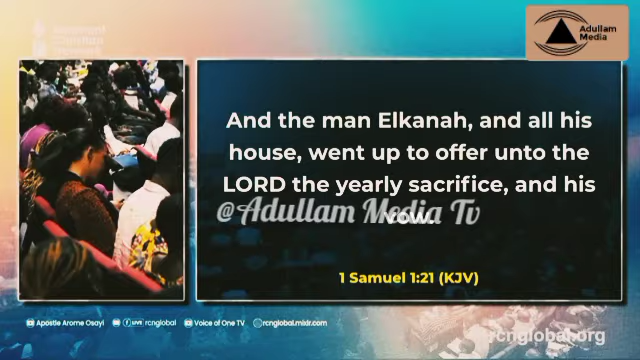 Adullam
Media
And the man Elkanah, and all his
house, went up to offer unto the
LORD the yearly sacrifice, and his
vow.
@Adullam Media Tv
1 Samuel 1:21 (KJV)
Apostle Arome Osayi
LIVE rcnglobal
Voice of One TV
rcnglobal.mixlr.com
rcnglobal.org